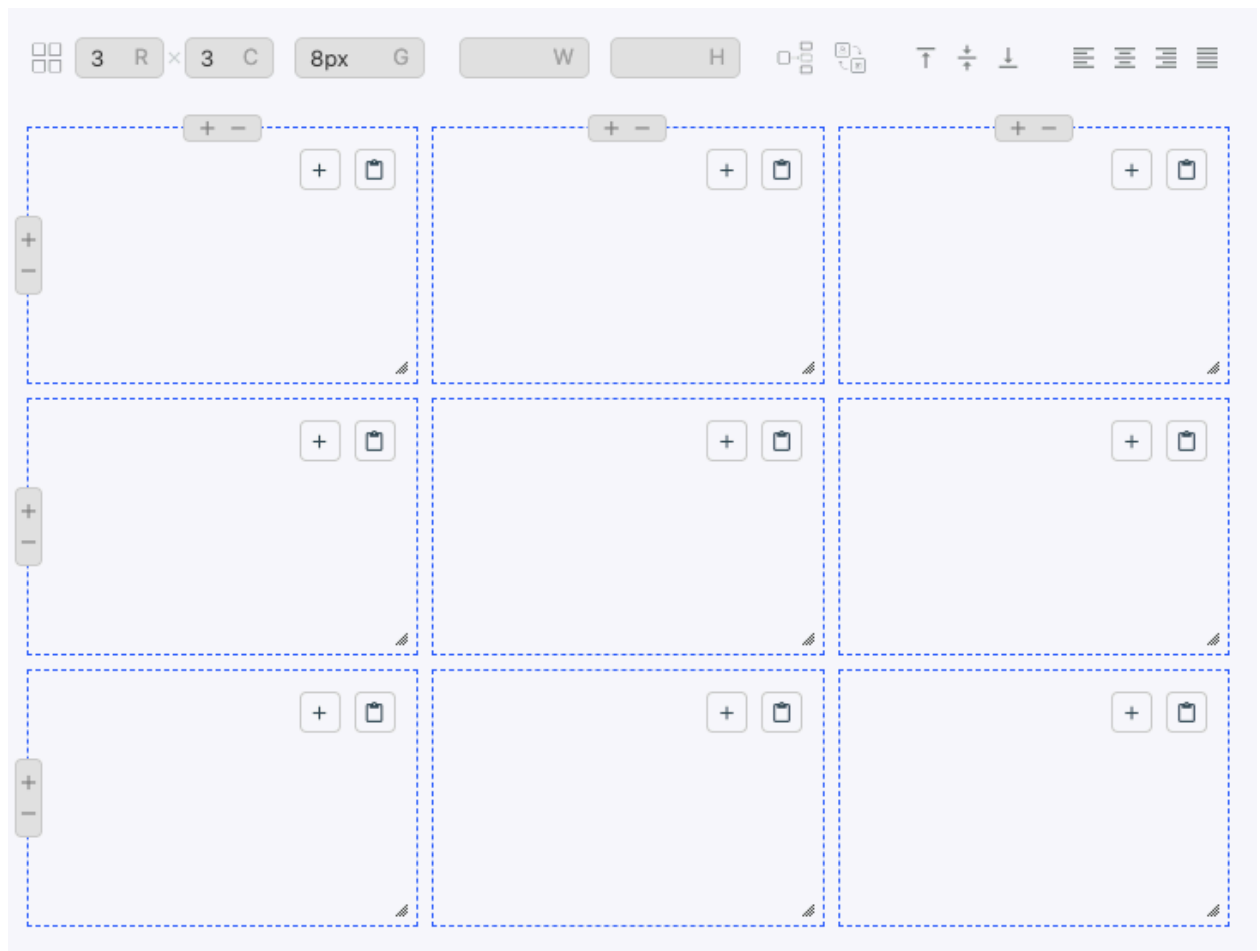 3 R × 3 C 8px G W H
+ −   + −   + −
+ + +
+
−
+ + +
+
−
+ + +
+
−